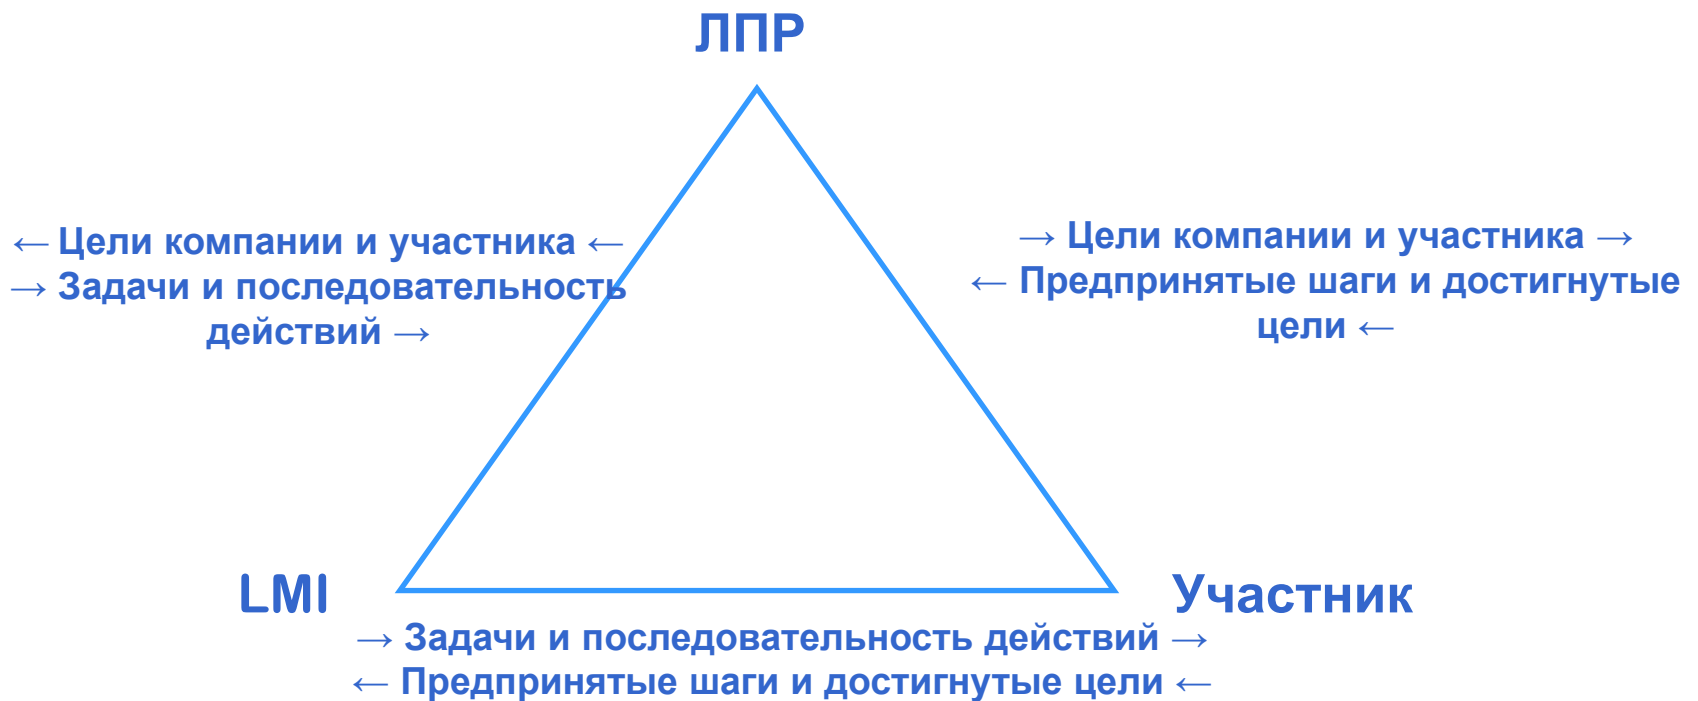 ЛПР
← Цели компании и участника ←
→ Задачи и последовательность
действий →
→ Цели компании и участника →
← Предпринятые шаги и достигнутые
цели ←
LMI
Участник
→ Задачи и последовательность действий →
← Предпринятые шаги и достигнутые цели ←